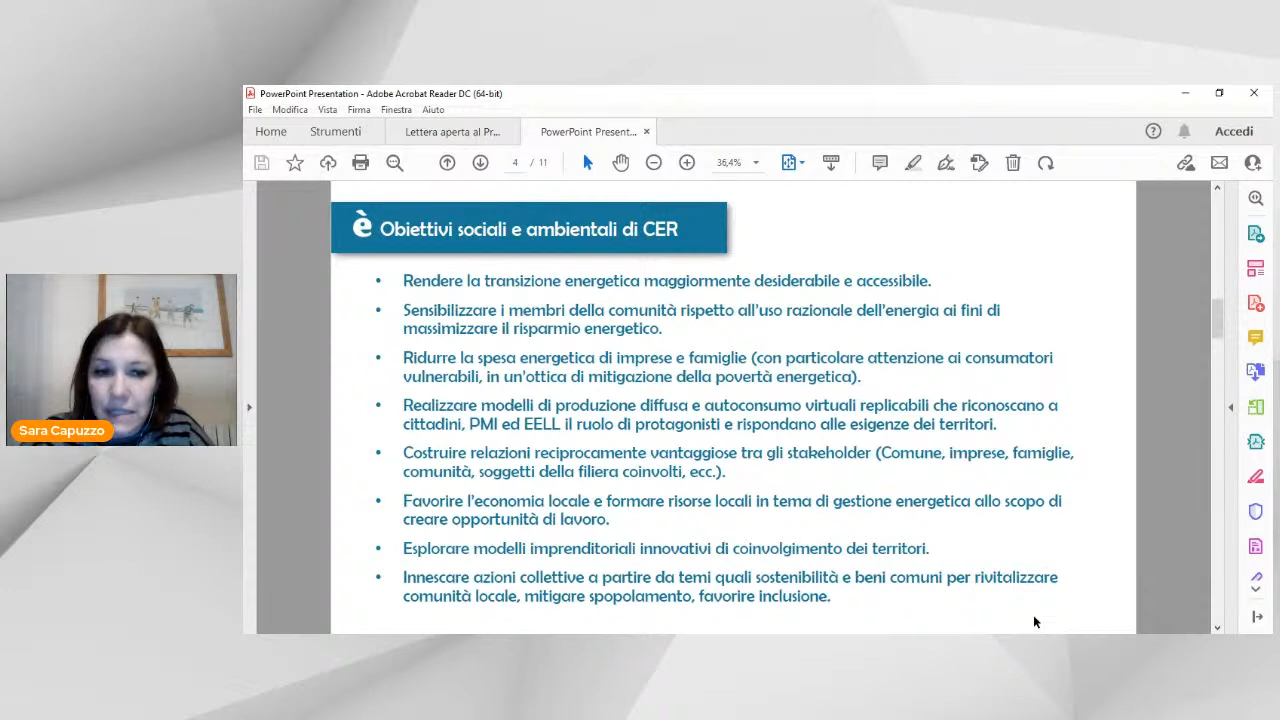 PowerPoint Presentation - Adobe Acrobat Reader DC (64-bit)
File Modifica Vista Firma Finestra Aiuto
Home Strumenti Lettera aperta al Pr... PowerPoint Present... Accedi
4 / 11 36,4%
è Obiettivi sociali e ambientali di CER
• Rendere la transizione energetica maggiormente desiderabile e accessibile.
• Sensibilizzare i membri della comunità rispetto all'uso razionale dell'energia ai fini di
massimizzare il risparmio energetico.
• Ridurre la spesa energetica di imprese e famiglie (con particolare attenzione ai consumatori
vulnerabili, in un'ottica di mitigazione della povertà energetica).
• Realizzare modelli di produzione diffusa e autoconsumo virtuali replicabili che riconoscano a
cittadini, PMI ed EELL il ruolo di protagonisti e rispondano alle esigenze dei territori.
• Costruire relazioni reciprocamente vantaggiose tra gli stakeholder (Comune, imprese, famiglie,
comunità, soggetti della filiera coinvolti, ecc.).
• Favorire l'economia locale e formare risorse locali in tema di gestione energetica allo scopo di
creare opportunità di lavoro.
• Esplorare modelli imprenditoriali innovativi di coinvolgimento dei territori.
• Innescare azioni collettive a partire da temi quali sostenibilità e beni comuni per rivitalizzare
comunità locale, mitigare spopolamento, favorire inclusione.
Sara Capuzzo